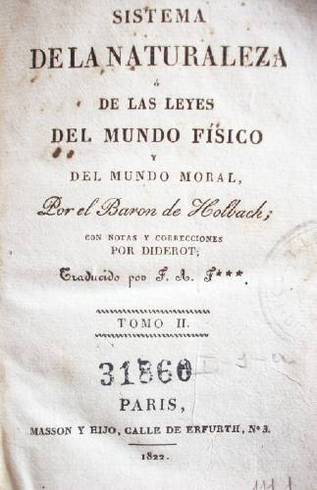 SISTEMA
DE LA NATURALEZA
ó
DE LAS LEYES
DEL MUNDO FÍSICO
Y
DEL MUNDO MORAL,
Por el Baron de Holbach;
CON NOTAS Y CORRECCIONES
POR DIDEROT;
Traducido por F. A. F***
TOMO II.
31860
PARIS,
MASSON Y HIJO, CALLE DE ERFURTH, Nº 3.
1822.